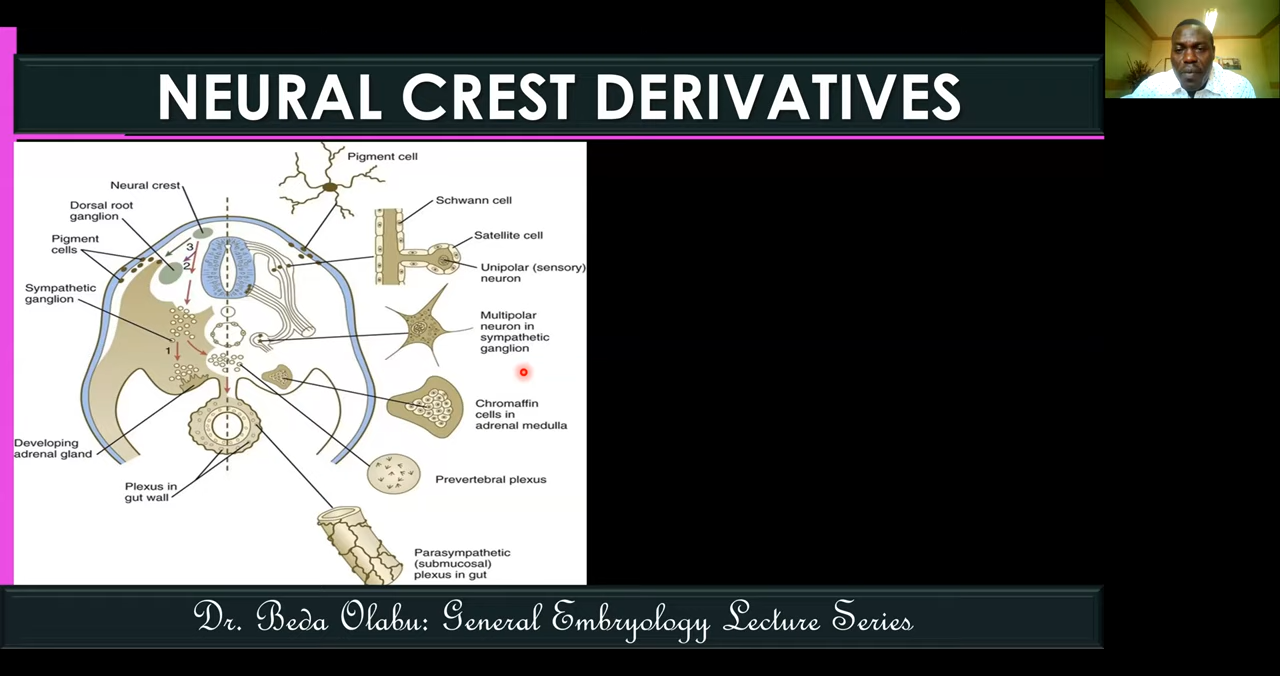 NEURAL CREST DERIVATIVES
Pigment cell
Neural crest
Dorsal root
ganglion
Pigment
cells
Sympathetic
ganglion
3
2
1
Schwann cell
Satellite cell
Unipolar (sensory)
neuron
Multipolar
neuron in
sympathetic
ganglion
Chromaffin
cells in
adrenal medulla
Developing
adrenal gland
Plexus in
gut wall
Prevertebral plexus
Parasympathetic
(submucosal)
plexus in gut
Dr. Beda Olabu: General Embryology Lecture Series